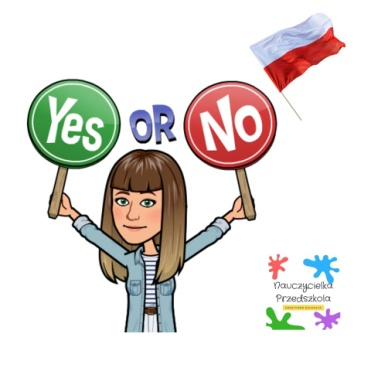 Yes OR No
Nauczycielka
Przedszkola